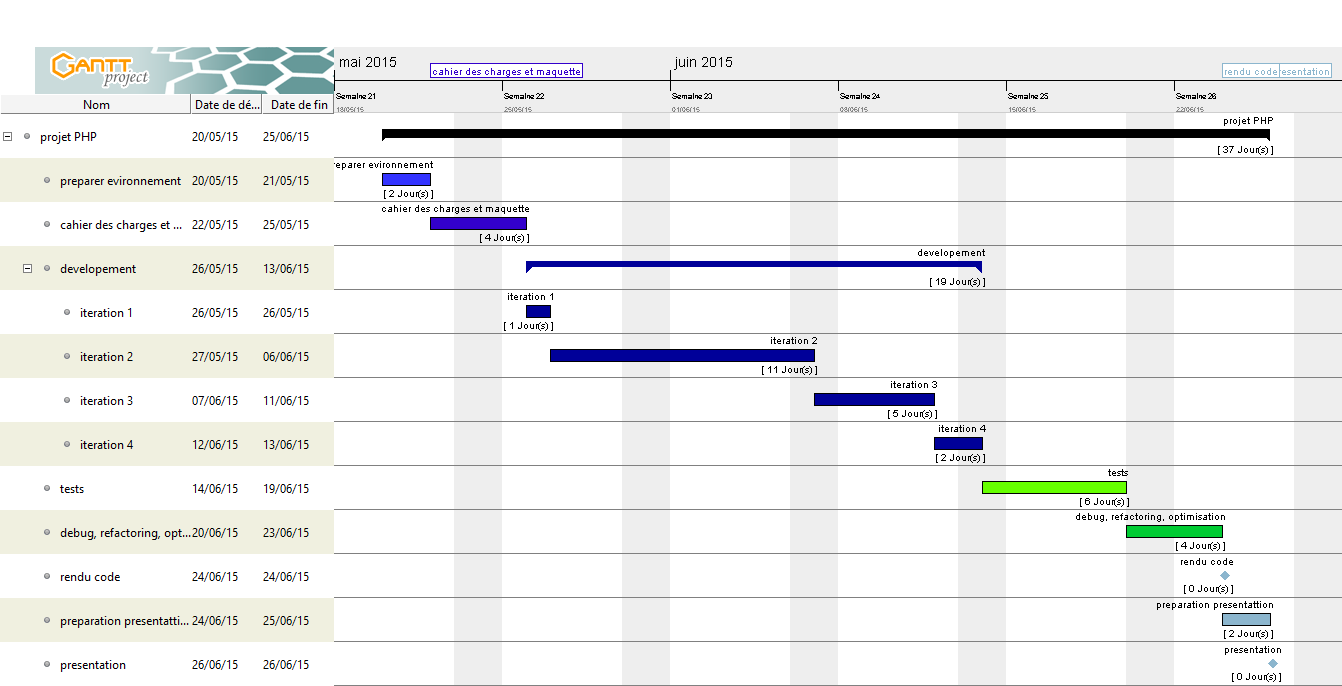 GANTT project
mai 2015 juin 2015
cahier des charges et maquette rendu code esentation
Semaine 21 Semaine 22 Semaine 23 Semaine 24 Semaine 25 Semaine 26
Nom Date de dé... Date de fin 18/05/15 25/05/15 01/06/15 08/06/15 15/06/15 22/06/15
projet PHP
projet PHP 20/05/15 25/06/15
[ 37 Jour(s) ]
eparer evironnement
preparer evironnement 20/05/15 21/05/15
[ 2 Jour(s) ]
cahier des charges et maquette
cahier des charges et ... 22/05/15 25/05/15
[ 4 Jour(s) ]
developement
developement 26/05/15 13/06/15
[ 19 Jour(s) ]
iteration 1
iteration 1 26/05/15 26/05/15
[ 1 Jour(s) ]
iteration 2
iteration 2 27/05/15 06/06/15
[ 11 Jour(s) ]
iteration 3
iteration 3 07/06/15 11/06/15
[ 5 Jour(s) ]
iteration 4
iteration 4 12/06/15 13/06/15
[ 2 Jour(s) ]
tests
tests 14/06/15 19/06/15
[ 6 Jour(s) ]
debug, refactoring, optimisation
debug, refactoring, opt... 20/06/15 23/06/15
[ 4 Jour(s) ]
rendu code
rendu code 24/06/15 24/06/15
[ 0 Jour(s) ]
preparation presentattion
preparation presentatti... 24/06/15 25/06/15
[ 2 Jour(s) ]
presentation
presentation 26/06/15 26/06/15
[ 0 Jour(s) ]